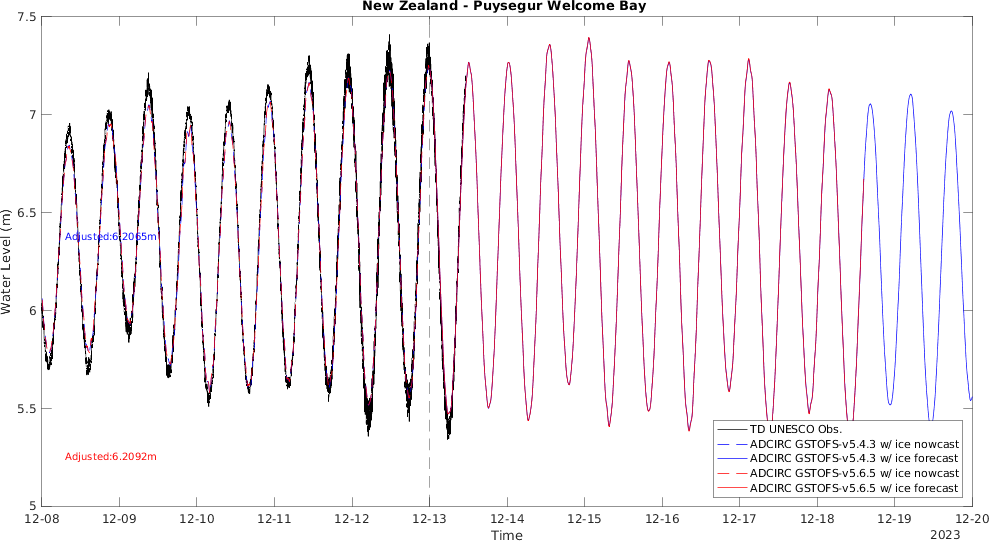 New Zealand - Puysegur Welcome Bay
Water Level (m)
7.5
7
6.5
6
5.5
5
Adjusted:6.2065m
Adjusted:6.2092m
TD UNESCO Obs.
ADCIRC GSTOFS-v5.4.3 w/ ice nowcast
ADCIRC GSTOFS-v5.4.3 w/ ice forecast
ADCIRC GSTOFS-v5.6.5 w/ ice nowcast
ADCIRC GSTOFS-v5.6.5 w/ ice forecast
12-08 12-09 12-10 12-11 12-12 12-13 12-14 12-15 12-16 12-17 12-18 12-19 12-20
Time
2023